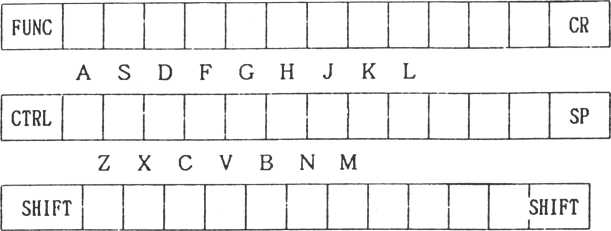 FUNC CR
A S D F G H J K L
CTRL SP
Z X C V B N M
SHIFT SHIFT